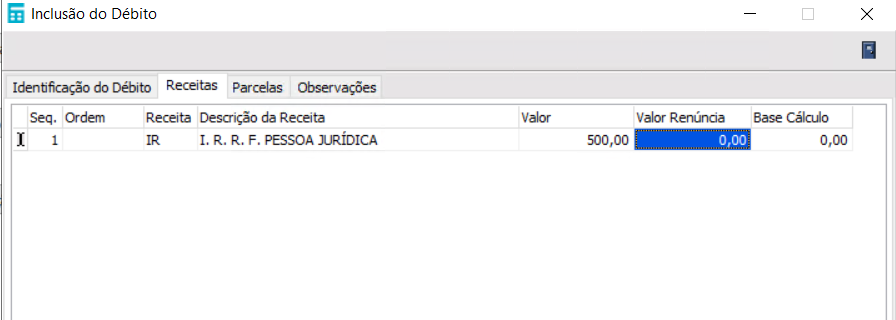 Inclusão do Débito
Identificação do Débito Receitas Parcelas Observações
Seq. Ordem Receita Descrição da Receita Valor Valor Renúncia Base Cálculo
1 IR I. R. R. F. PESSOA JURÍDICA 500,00 0,00 0,00